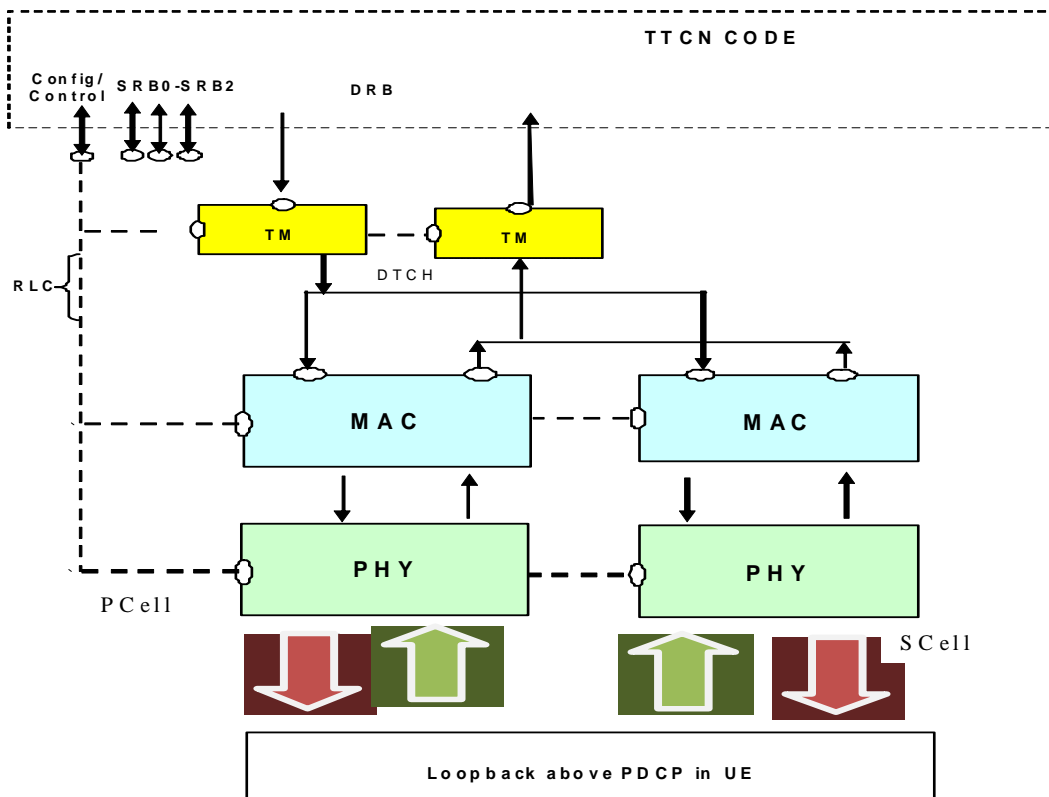 TTCN CODE
Config/
Control
SRB0-SRB2
DRB
TM
TM
DTCH
RLC
MAC
MAC
PHY
PHY
PCell
SCell
Loopback above PDCP in UE